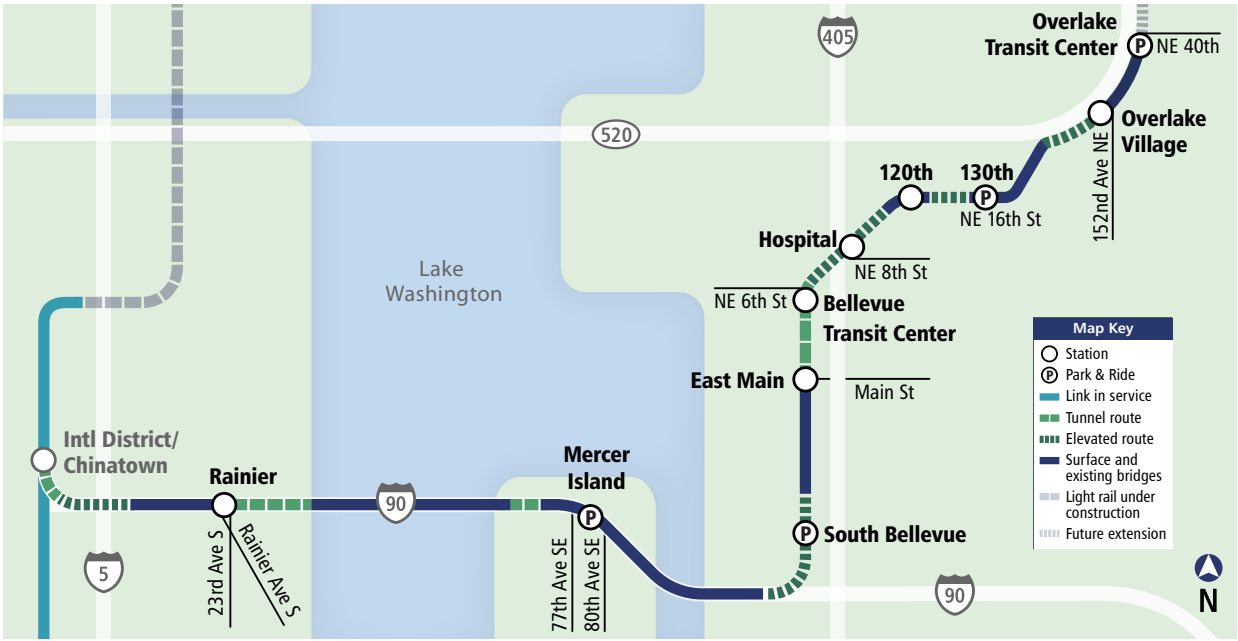 Overlake
Transit Center
P
NE 40th
405
520
Overlake
Village
152nd Ave NE
120th
130th
P
NE 16th St
Hospital
NE 8th St
Lake
Washington
NE 6th St
Bellevue
Transit Center
East Main
Main St
Map Key
Station
P
Park & Ride
Link in service
Tunnel route
Elevated route
Surface and
existing bridges
Light rail under
construction
Future extension
Intl District/
Chinatown
Rainier
90
Mercer
Island
P
P
South Bellevue
5
23rd Ave S
Rainier Ave S
77th Ave SE
80th Ave SE
90
N